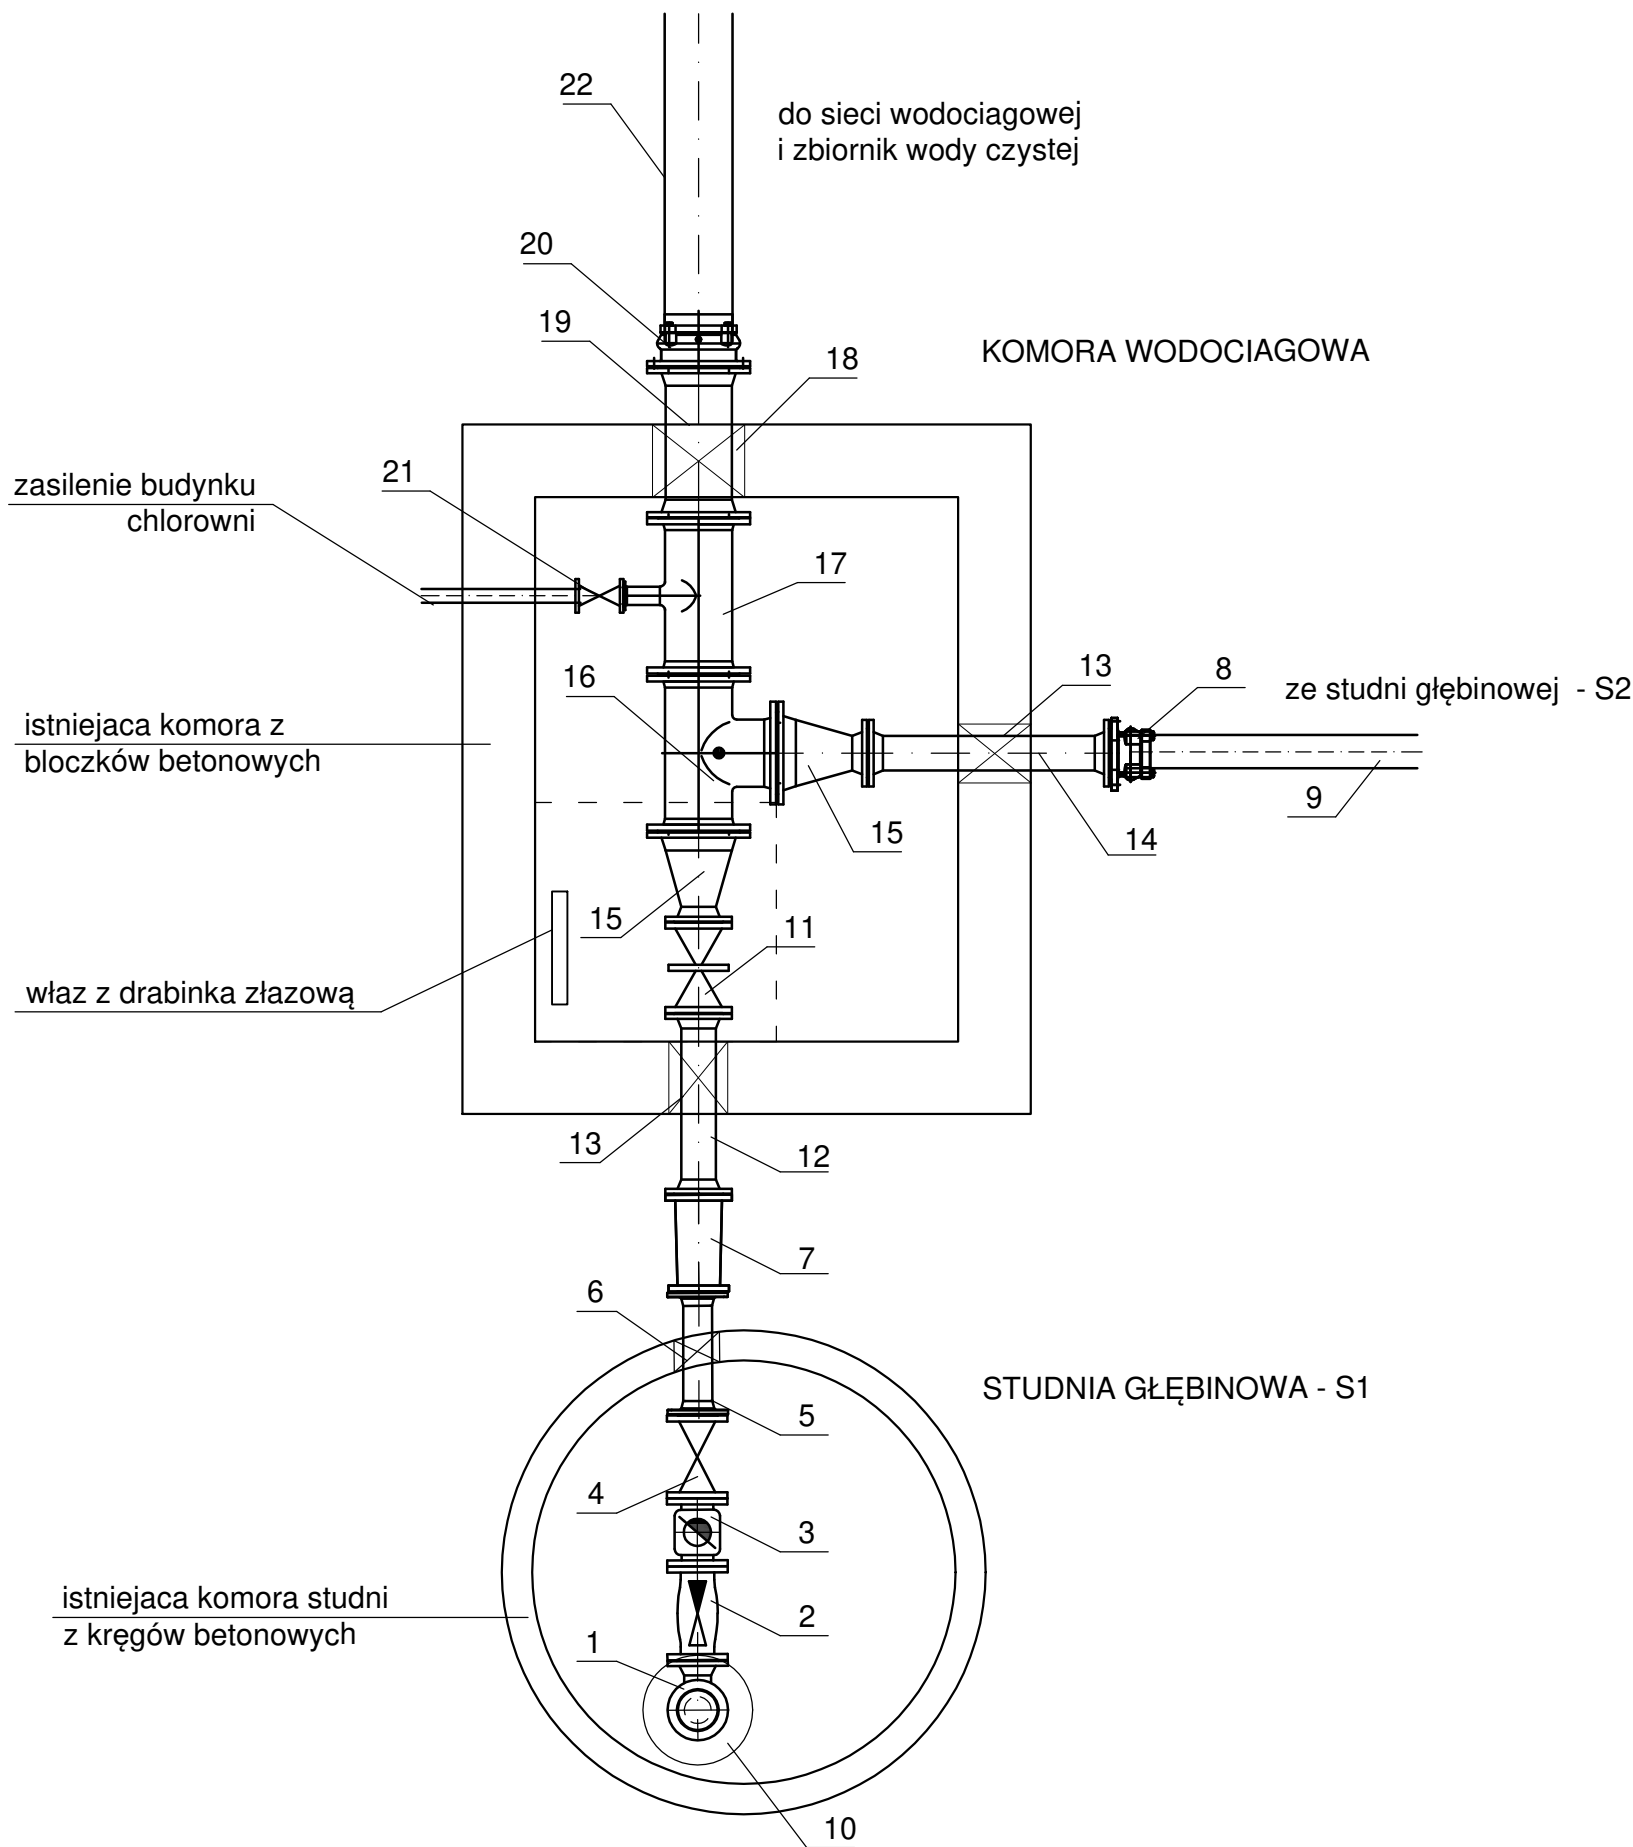 22
do sieci wodociagowej
i zbiornik wody czystej
20
19
18
KOMORA WODOCIAGOWA
21
zasilenie budynku
chlorowni
17
16
13
8
ze studni głębinowej - S2
istniejaca komora z
bloczków betonowych
9
15
14
15
11
właz z drabinka złazową
13
12
7
6
STUDNIA GŁĘBINOWA - S1
5
4
3
istniejaca komora studni
z kręgów betonowych
2
1
10